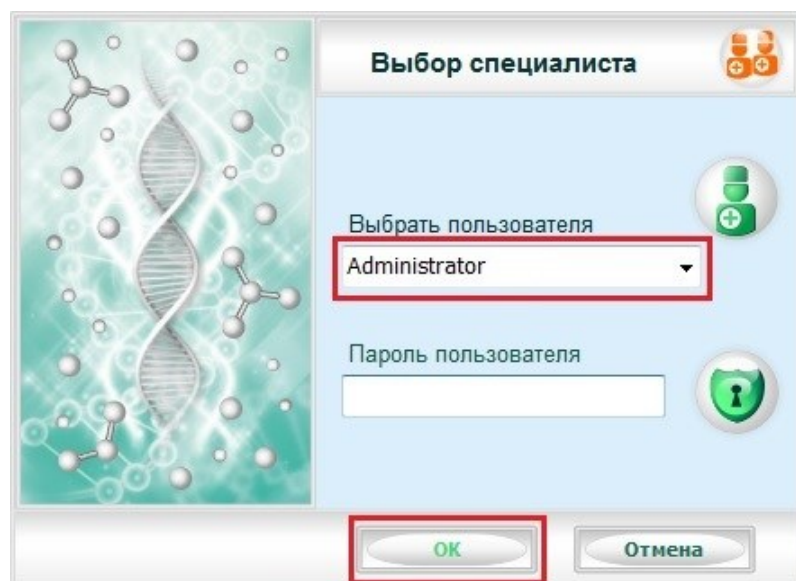 Выбор специалиста
Выбрать пользователя
Administrator
Пароль пользователя
OK
Отмена